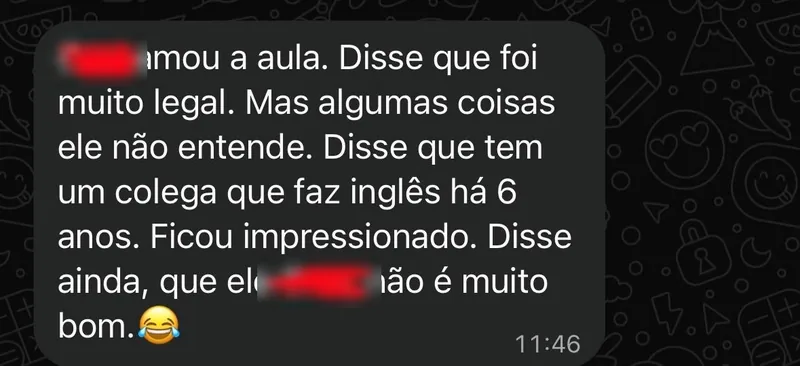 amou a aula. Disse que foi
muito legal. Mas algumas coisas
ele não entende. Disse que tem
um colega que faz inglês há 6
anos. Ficou impressionado. Disse
ainda, que ele não é muito
bom.😂
11:46